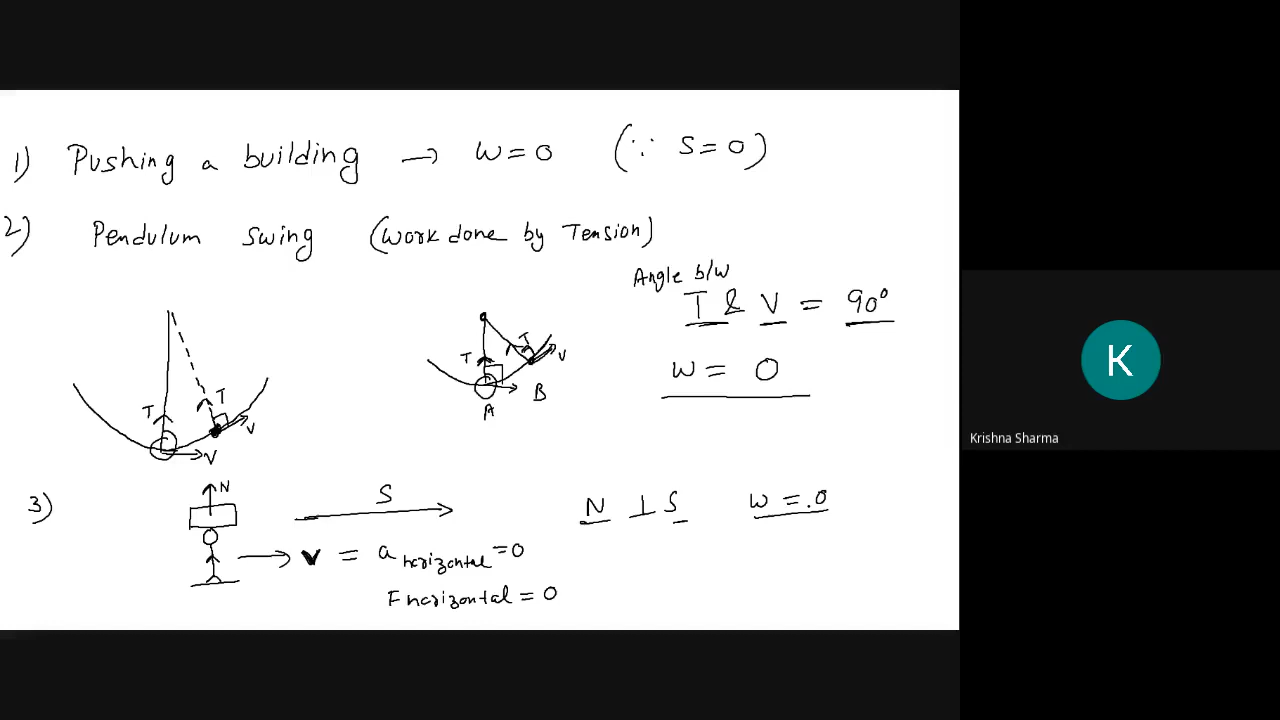 1) Pushing a building → W = 0 (∵ S = 0)
2) Pendulum swing (Work done by Tension)
Angle b/w
T & V = 90°
W = 0
T T V V
T T V A B
3) N S N ⊥ S W = 0
V = a horizontal = 0
F horizontal = 0
K
Krishna Sharma